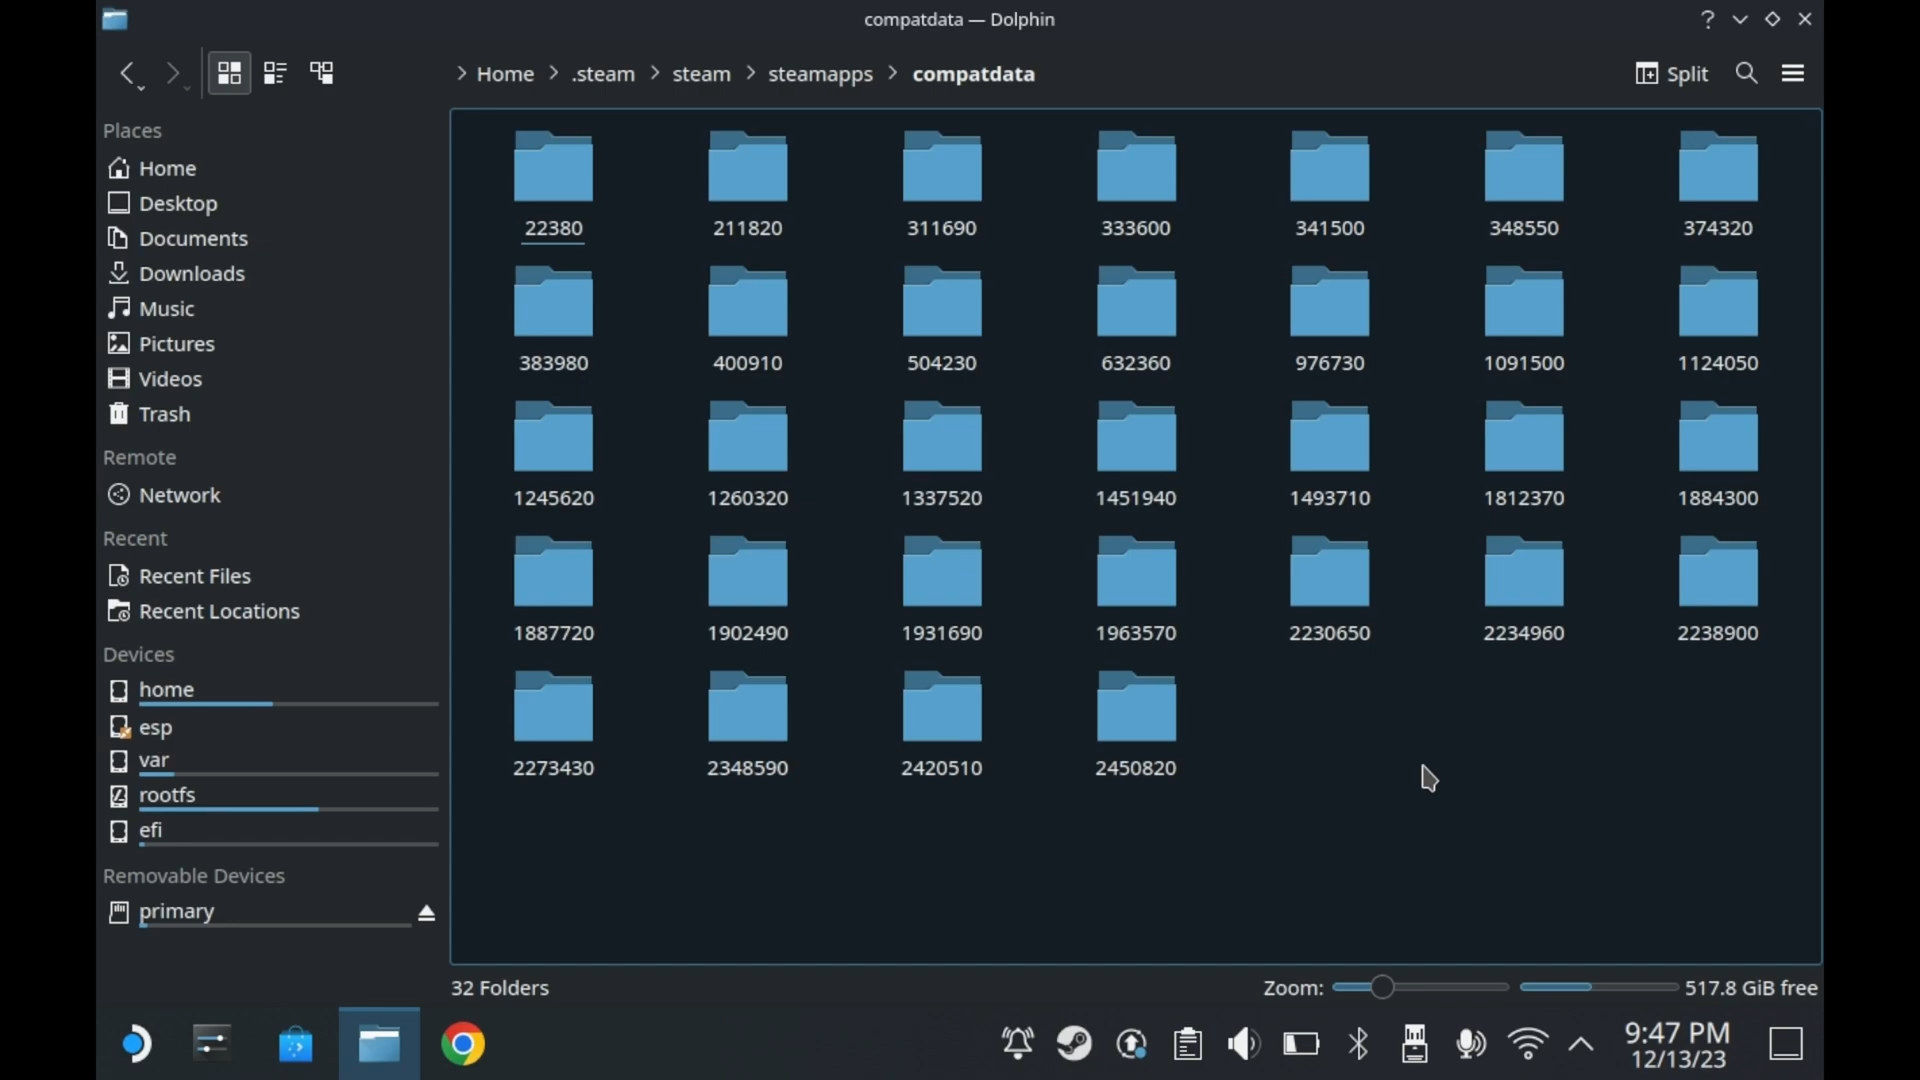 compatdata — Dolphin
Home > .steam > steam > steamapps > compatdata
Split
Places
Home
Desktop
Documents
Downloads
Music
Pictures
Videos
Trash
Remote
Network
Recent
Recent Files
Recent Locations
Devices
home
esp
var
rootfs
efi
Removable Devices
primary
22380 211820 311690 333600 341500 348550 374320
383980 400910 504230 632360 976730 1091500 1124050
1245620 1260320 1337520 1451940 1493710 1812370 1884300
1887720 1902490 1931690 1963570 2230650 2234960 2238900
2273430 2348590 2420510 2450820
32 Folders
Zoom:
517.8 GiB free
9:47 PM
12/13/23